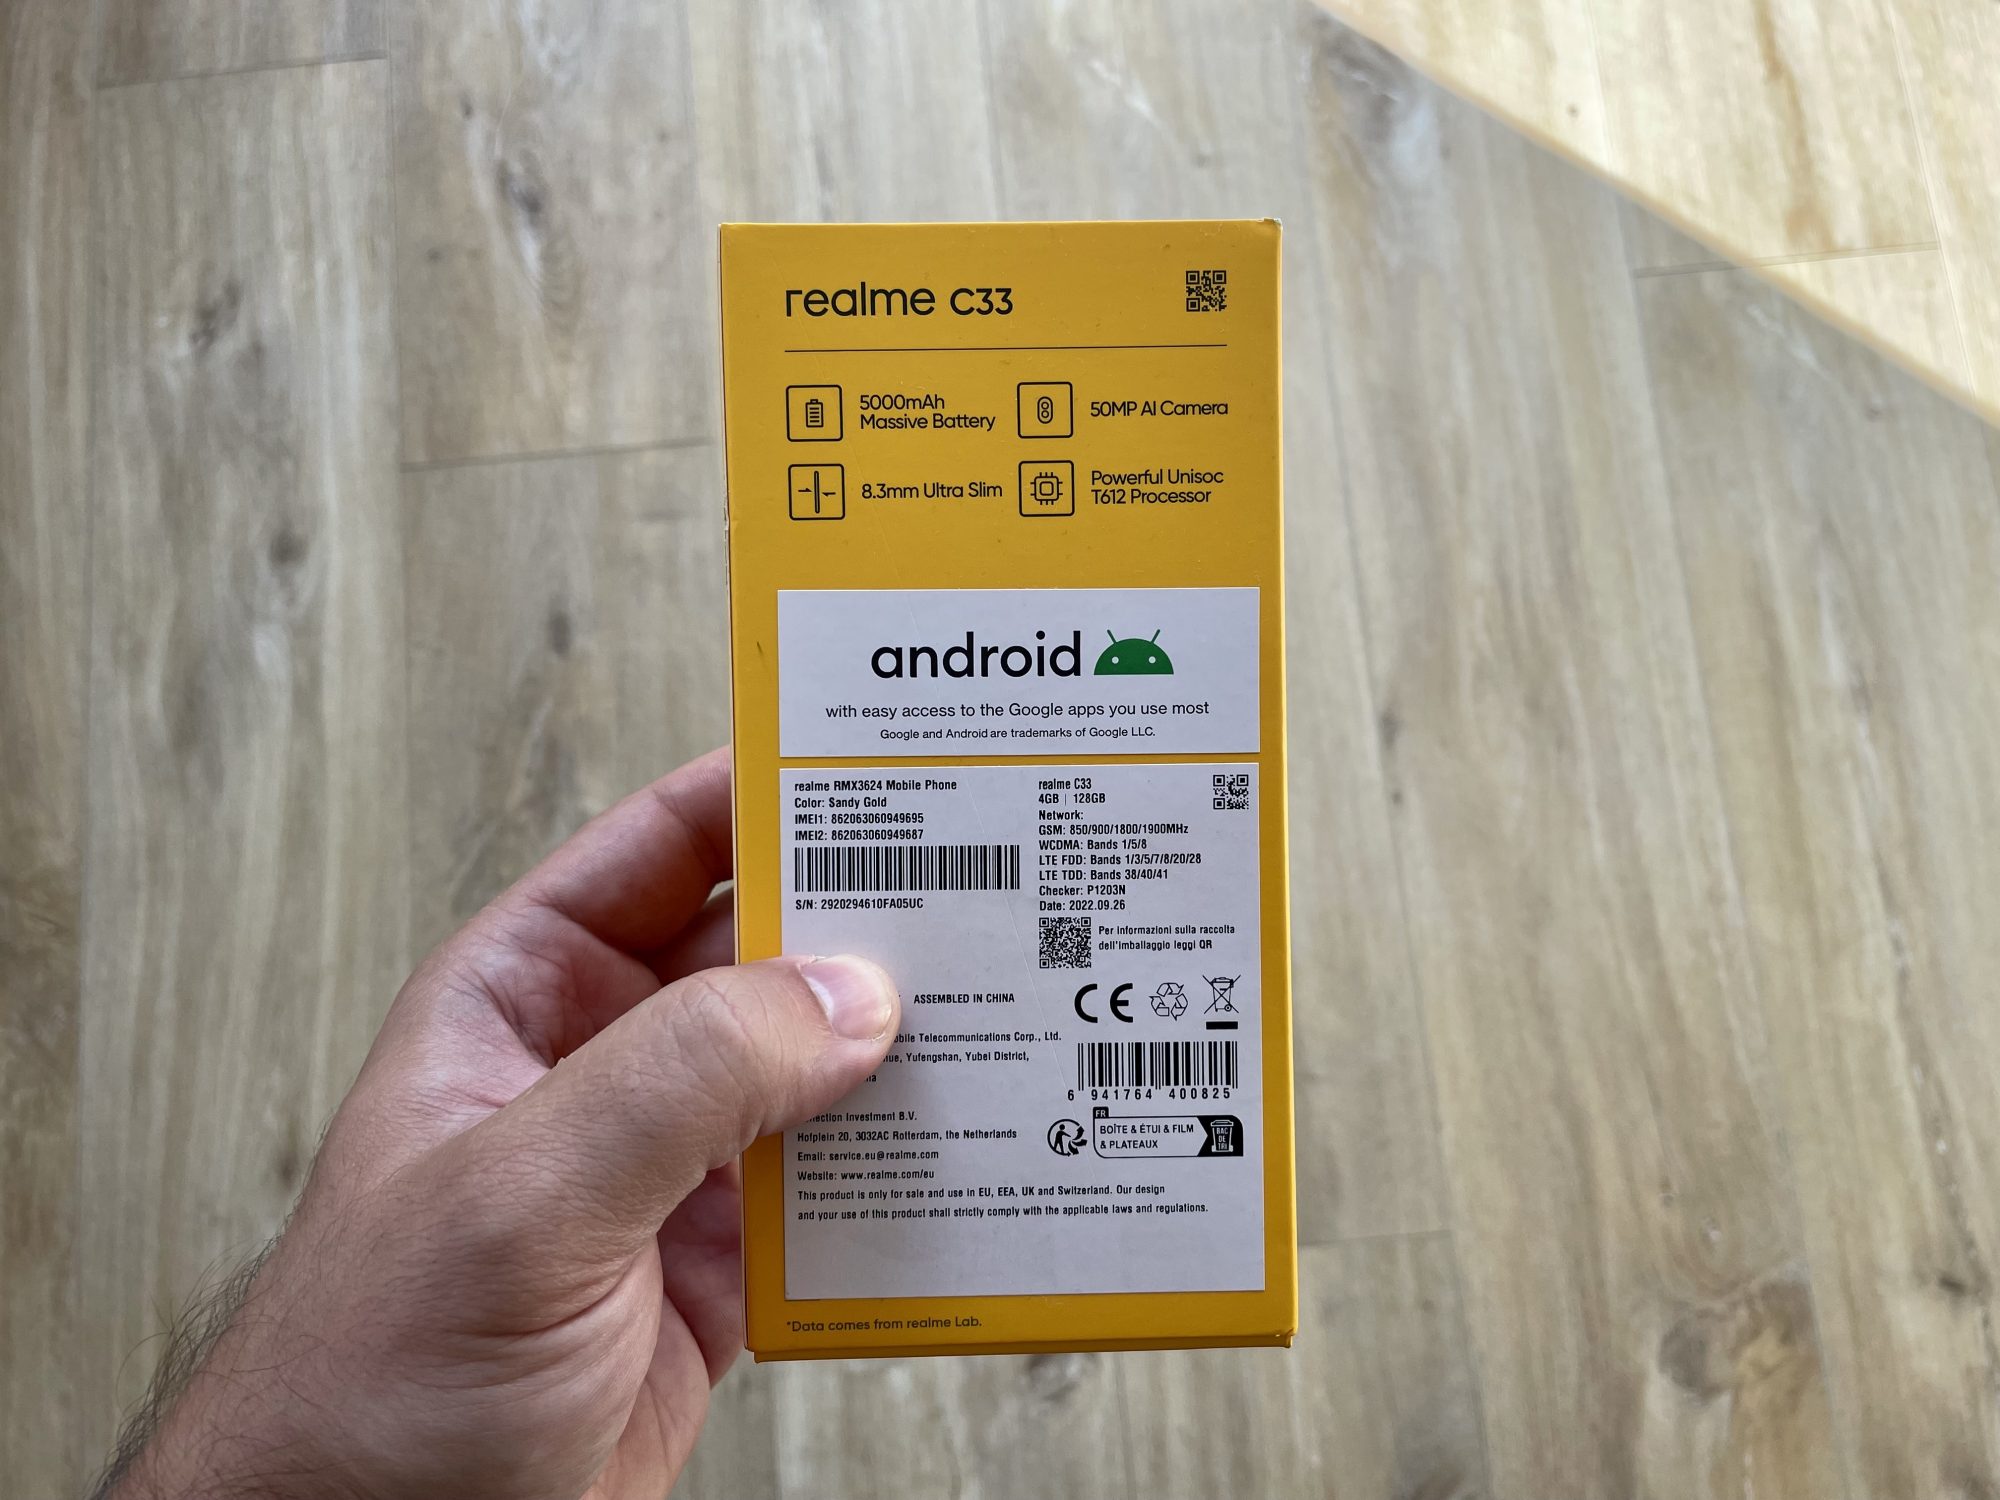 realme C33
5000mAh
Massive Battery
50MP AI Camera
8.3mm Ultra Slim
Powerful Unisoc
T612 Processor
android
with easy access to the Google apps you use most
Google and Android are trademarks of Google LLC.
realme RMX3624 Mobile Phone
Color: Sandy Gold
IMEI1: 862063060949695
IMEI2: 862063060949687
S/N: 2920294610FA05UC
realme C33
4GB | 128GB
Network:
GSM: 850/900/1800/1900MHz
WCDMA: Bands 1/5/8
LTE FDD: Bands 1/3/5/7/8/20/28
LTE TDD: Bands 38/40/41
Checker: P1203N
Date: 2022.09.26
Per informazioni sulla raccolta
dell'imballaggio leggi QR
ASSEMBLED IN CHINA
CE
Telecommunications Corp., Ltd.
Yufengshan, Yubei District,
6 941764 400825
Investment B.V.
Hofplein 20, 3032AC Rotterdam, the Netherlands
Email: service.eu@realme.com
Website: www.realme.com/eu
FR
BOÎTE & ÉTUI & FILM
& PLATEAUX
BAC
DE
TRI
This product is only for sale and use in EU, EEA, UK and Switzerland. Our design
and your use of this product shall strictly comply with the applicable laws and regulations.
*Data comes from realme Lab.